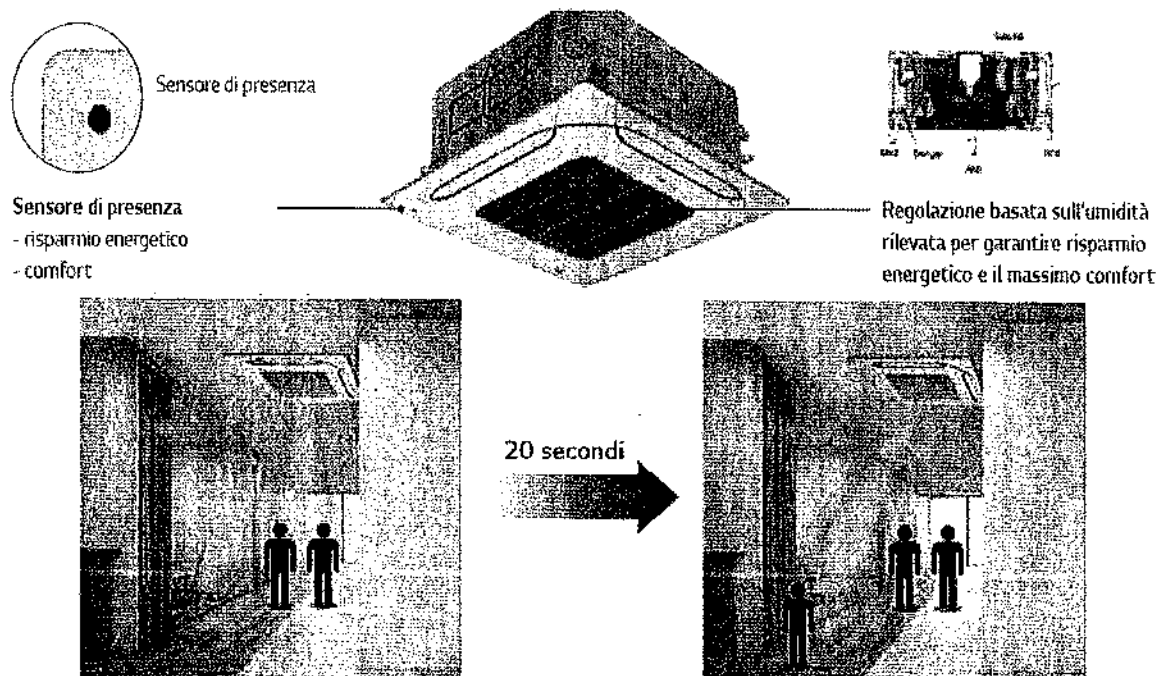 Sensore di presenza
Sensore di presenza
- risparmio energetico
- comfort
Regolazione basata sull'umidità
rilevata per garantire risparmio
energetico e il massimo comfort
20 secondi